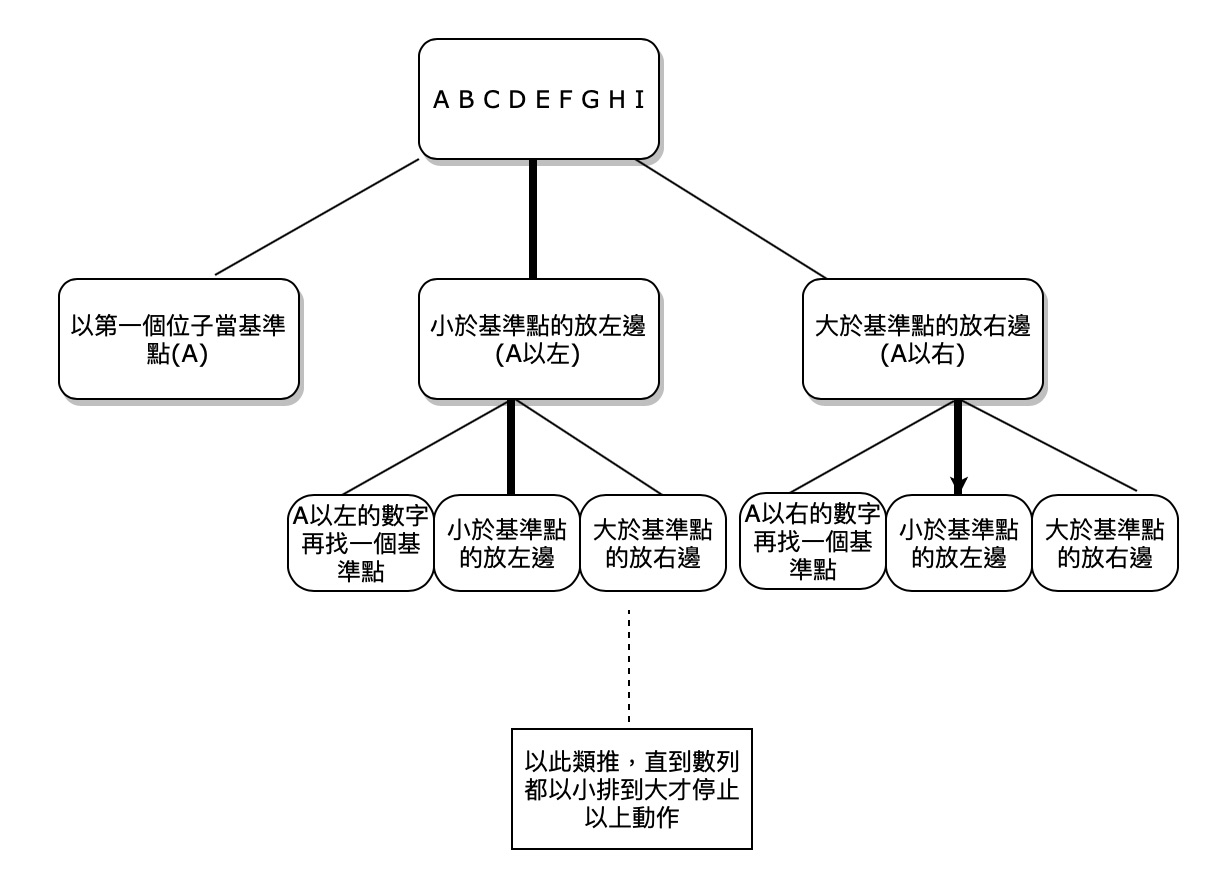 A B C D E F G H I
以第一個位子當基準
點(A)
小於基準點的放左邊
(A以左)
大於基準點的放右邊
(A以右)
A以左的數字
再找一個基
準點
小於基準點
的放左邊
大於基準點
的放右邊
A以右的數字
再找一個基
準點
小於基準點
的放左邊
大於基準點
的放右邊
以此類推，直到數列
都以小排到大才停止
以上動作